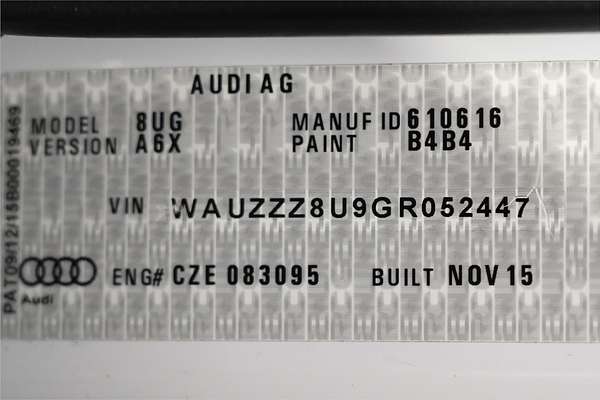 AUDI AG
MODEL 8UG MANUF ID 610616
VERSION A6X PAINT B4B4
VIN WAUZZZ8U9GR052447
ENG# CZE 083095 BUILT NOV 15
Audi
PAT09/12/15B00019469